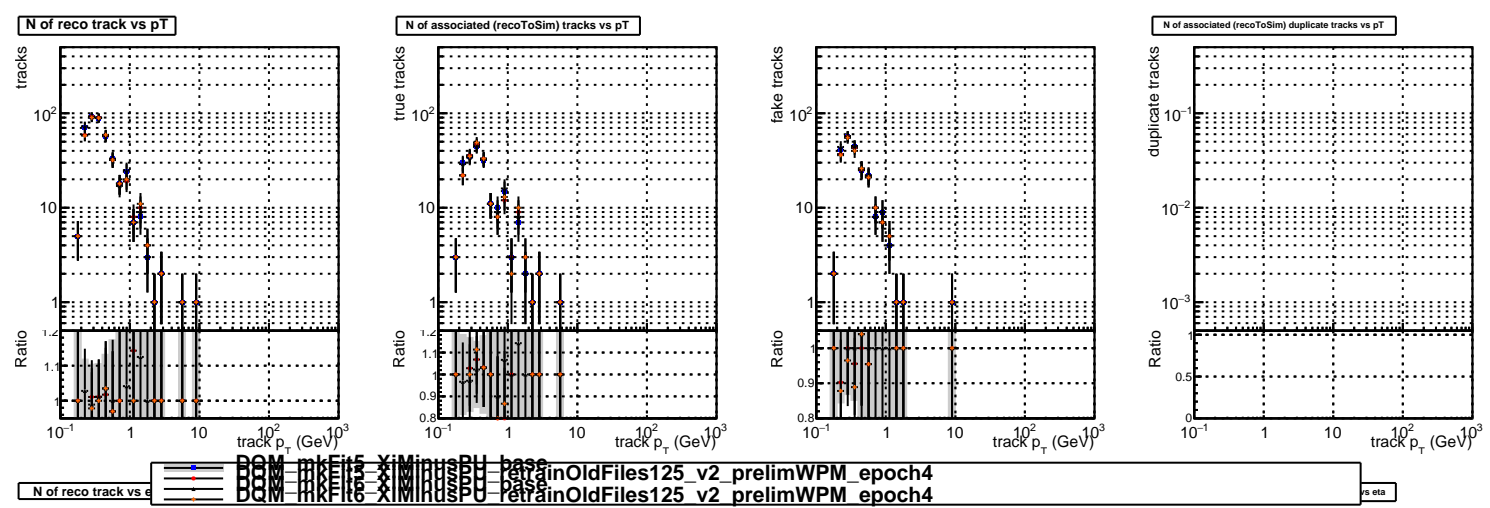 N of reco track vs pT
N of associated (recoToSim) tracks vs pT
N of associated (recoToSim) duplicate tracks vs pT
tracks
10²
10
1
Ratio
1.2
1.1
1
10⁻¹ 1 10 10² 10³
track p_T (GeV)
true tracks
10²
10
1
Ratio
1.1
1
0.9
0.8
10⁻¹ 1 10 10² 10³
track p_T (GeV)
fake tracks
10²
10
1
Ratio
1
0.9
0.8
10⁻¹ 1 10 10² 10³
track p_T (GeV)
duplicate tracks
10⁻¹
10⁻²
10⁻³
Ratio
1
0.5
0
10⁻¹ 1 10 10² 10³
track p_T (GeV)
DQM_mkFit5_XiMinusPU_base
DQM_mkFit5_XiMinusPU_retrainOldFiles125_v2_prelimWPM_epoch4
DQM_mkFit6_XiMinusPU_base
DQM_mkFit6_XiMinusPU_retrainOldFiles125_v2_prelimWPM_epoch4
N of reco track vs e
vs eta